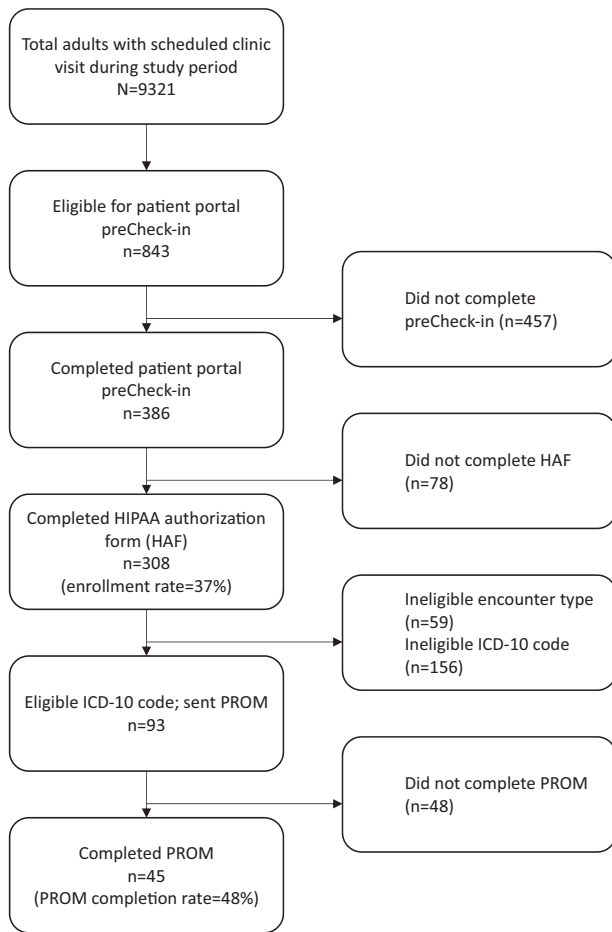 Total adults with scheduled clinic
visit during study period
N=9321
Eligible for patient portal
preCheck-in
n=843
Did not complete
preCheck-in (n=457)
Completed patient portal
preCheck-in
n=386
Did not complete HAF
(n=78)
Completed HIPAA authorization
form (HAF)
n=308
(enrollment rate=37%)
Ineligible encounter type
(n=59)
Ineligible ICD-10 code
(n=156)
Eligible ICD-10 code; sent PROM
n=93
Did not complete PROM
(n=48)
Completed PROM
n=45
(PROM completion rate=48%)